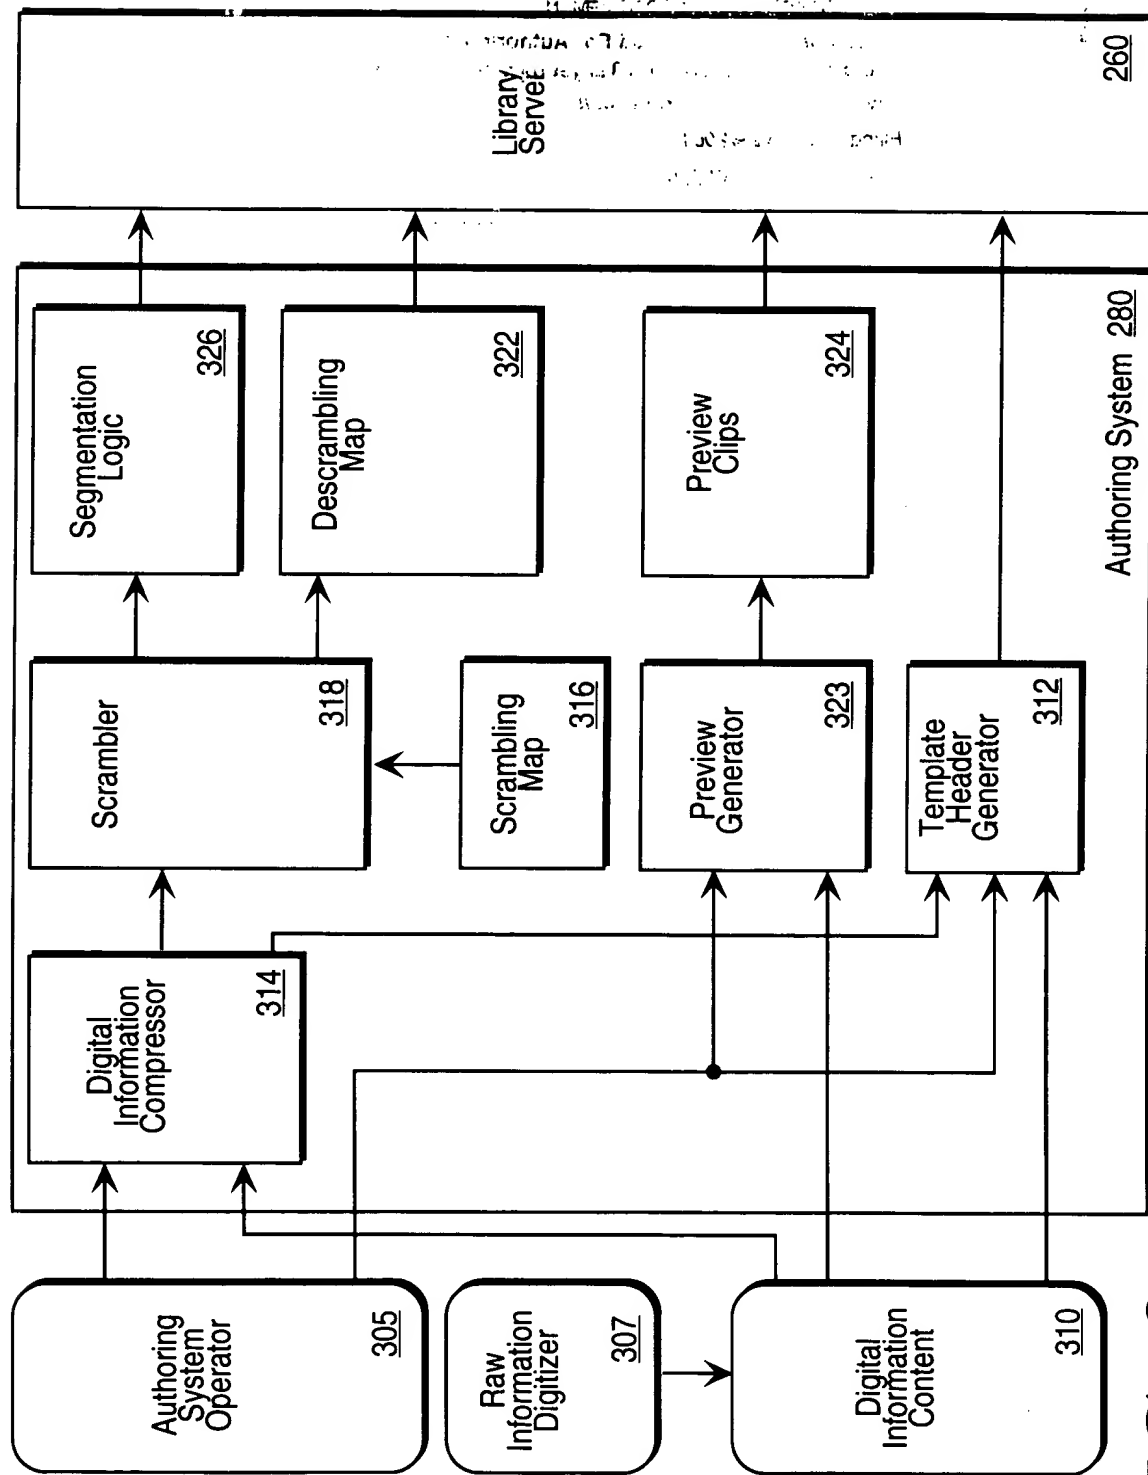 Library
Server
260
Segmentation
Logic
326
Descrambling
Map
322
Preview
Clips
324
Authoring System 280
Scrambler
318
Scrambling
Map
316
Preview
Generator
323
Template
Header
Generator
312
Digital
Information
Compressor
314
Authoring
System
Operator
305
Raw
Information
Digitizer
307
Digital
Information
Content
310